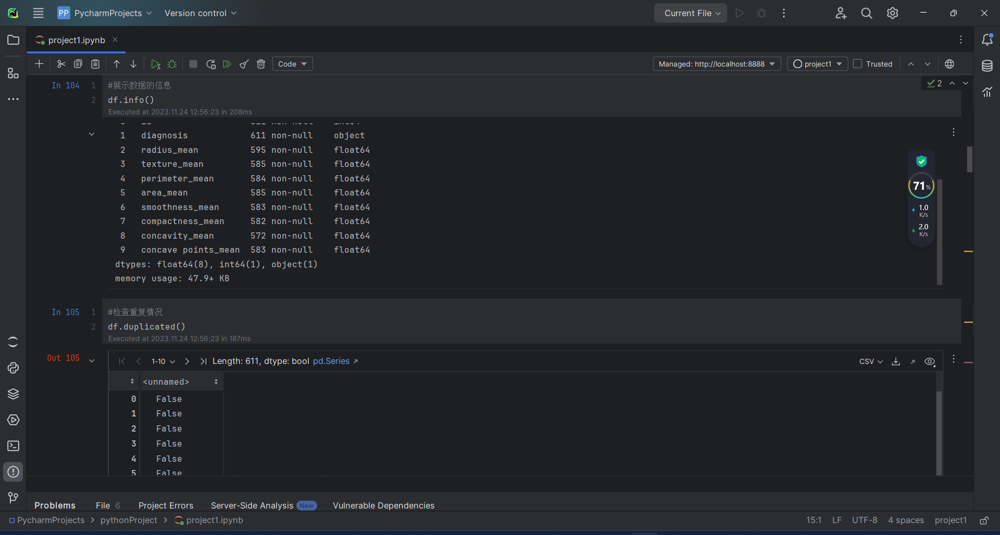 PC
PP PycharmProjects Version control Current File
project1.ipynb
Code Managed: http://localhost:8888 project1 Trusted
In 104 1 #展示数据的信息
2 2
df.info()
Executed at 2023.11.24 12:56:23 in 208ms
1 diagnosis 611 non-null object
2 radius_mean 595 non-null float64
3 texture_mean 585 non-null float64
4 perimeter_mean 584 non-null float64
5 area_mean 585 non-null float64
6 smoothness_mean 583 non-null float64
7 compactness_mean 582 non-null float64
8 concavity_mean 572 non-null float64
9 concave points_mean 583 non-null float64
dtypes: float64(8), int64(1), object(1)
memory usage: 47.9+ KB
71%
1.0
K/s
2.0
K/s
In 105 1 #检查重复情况
2 df.duplicated()
Executed at 2023.11.24 12:56:23 in 187ms
Out 105 1-10 Length: 611, dtype: bool pd.Series CSV
<unnamed>
0 False
1 False
2 False
3 False
4 False
5 False
Problems File 6 Project Errors Server-Side Analysis New Vulnerable Dependencies
PycharmProjects pythonProject project1.ipynb 15:1 LF UTF-8 4 spaces project1